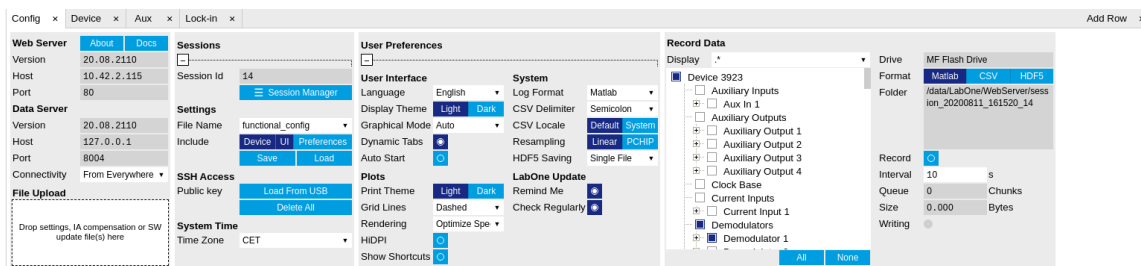 Config × Device × Aux × Lock-in × Add Row
Web Server About Docs
Version 20.08.2110
Host 10.42.2.115
Port 80
Data Server
Version 20.08.2110
Host 127.0.0.1
Port 8004
Connectivity From Everywhere
File Upload
Drop settings, IA compensation or SW
update file(s) here
Sessions
Session Id 14
Session Manager
Settings
File Name functional_config
Include Device UI Preferences
Save Load
SSH Access
Public key Load From USB
Delete All
System Time
Time Zone CET
User Preferences
User Interface
Language English
Display Theme Light Dark
Graphical Mode Auto
Dynamic Tabs
Auto Start
Plots
Print Theme Light Dark
Grid Lines Dashed
Rendering Optimize Spe
HiDPI
Show Shortcuts
System
Log Format Matlab
CSV Delimiter Semicolon
CSV Locale Default System
Resampling Linear PCHIP
HDF5 Saving Single File
LabOne Update
Remind Me
Check Regularly
Record Data
Display .*
Device 3923
Auxiliary Inputs
Aux In 1
Auxiliary Outputs
Auxiliary Output 1
Auxiliary Output 2
Auxiliary Output 3
Auxiliary Output 4
Clock Base
Current Inputs
Current Input 1
Demodulators
Demodulator 1
All None
Drive MF Flash Drive
Format Matlab CSV HDF5
Folder /data/LabOne/WebServer/sess
ion_20200811_161520_14
Record
Interval 10 s
Queue 0 Chunks
Size 0.000 Bytes
Writing